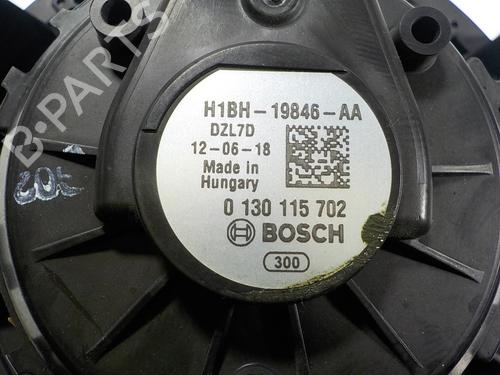 B-PARTS
H1BH-19846-AA
DZL7D
12-06-18
Made in
Hungary
0 130 115 702
BOSCH
300